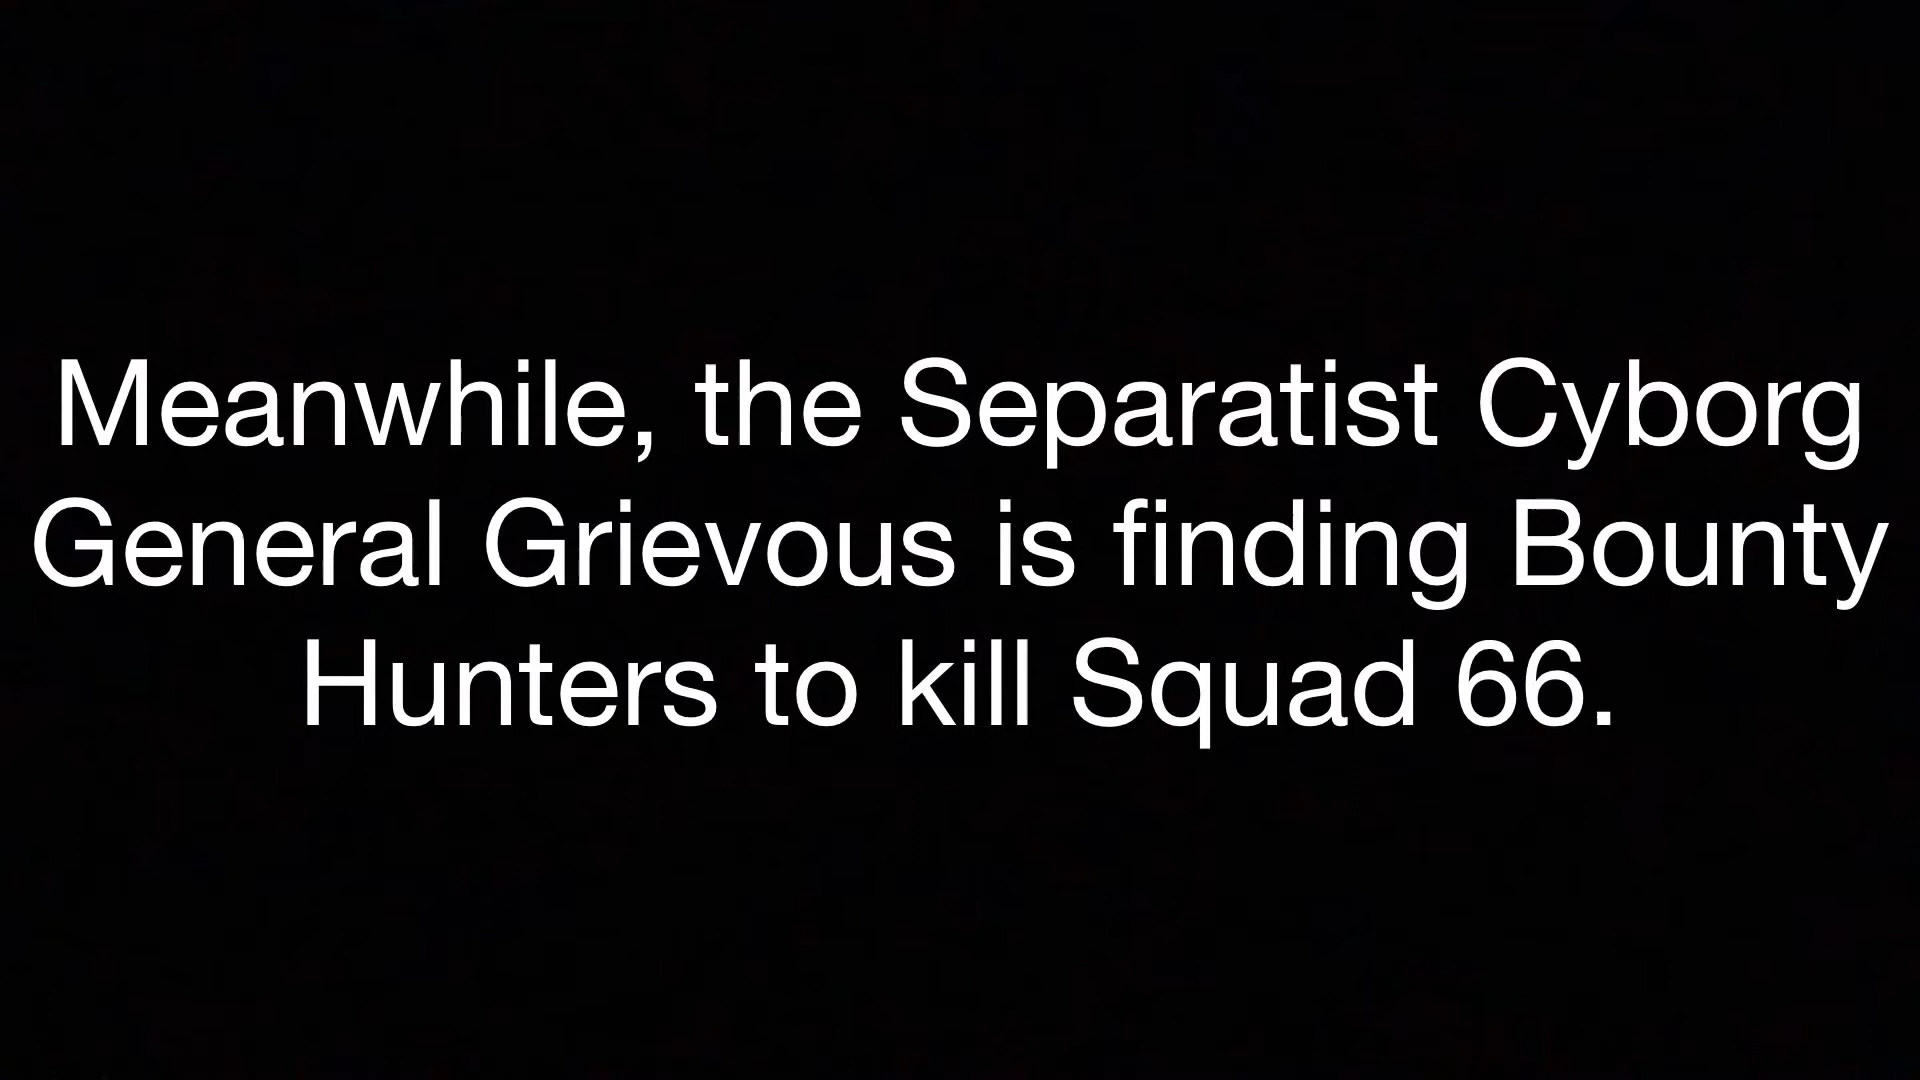 Meanwhile, the Separatist Cyborg
General Grievous is finding Bounty
Hunters to kill Squad 66.